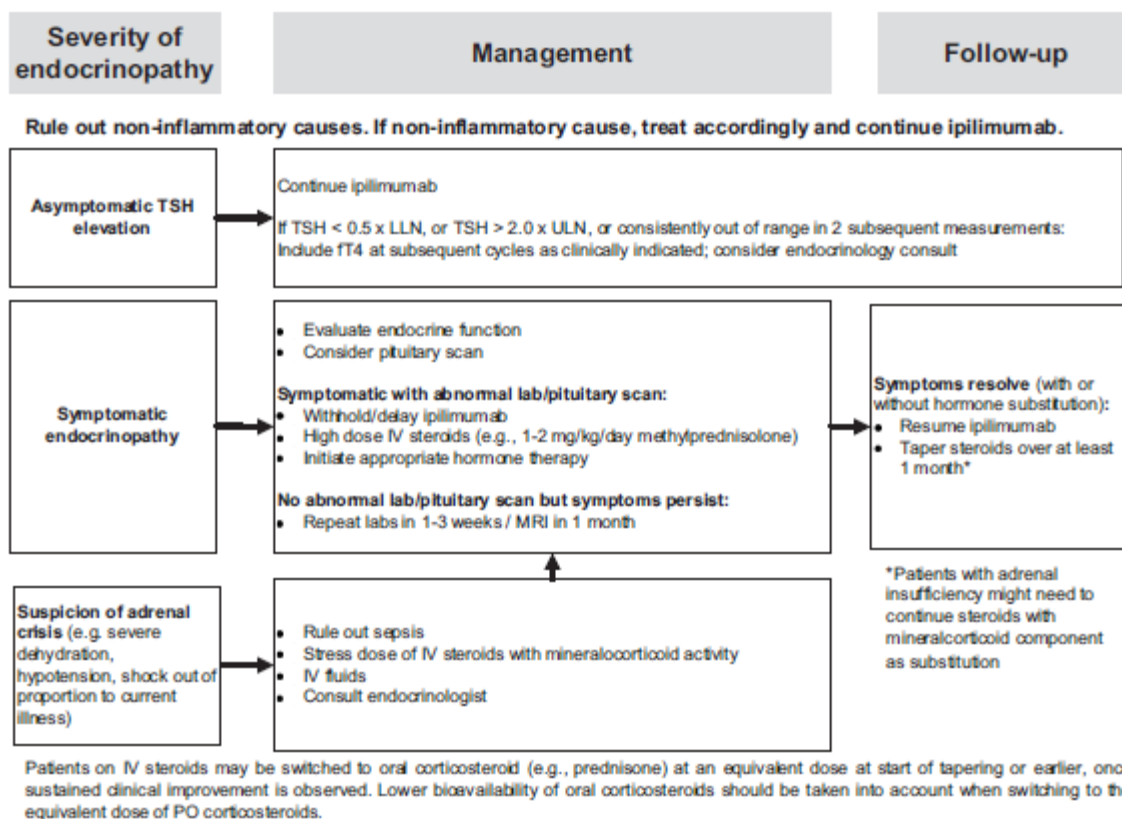 Severity of
endocrinopathy
Management
Follow-up
Rule out non-inflammatory causes. If non-inflammatory cause, treat accordingly and continue ipilimumab.
Asymptomatic TSH
elevation
Continue ipilimumab
If TSH < 0.5 x LLN, or TSH > 2.0 x ULN, or consistently out of range in 2 subsequent measurements:
Include fT4 at subsequent cycles as clinically indicated; consider endocrinology consult
Symptomatic
endocrinopathy
• Evaluate endocrine function
• Consider pituitary scan
Symptomatic with abnormal lab/pituitary scan:
• Withhold/delay ipilimumab
• High dose IV steroids (e.g., 1-2 mg/kg/day methylprednisolone)
• Initiate appropriate hormone therapy
No abnormal lab/pituitary scan but symptoms persist:
• Repeat labs in 1-3 weeks / MRI in 1 month
Symptoms resolve (with or
without hormone substitution):
• Resume ipilimumab
• Taper steroids over at least
1 month*
*Patients with adrenal
insufficiency might need to
continue steroids with
mineralcorticoid component
as substitution
Suspicion of adrenal
crisis (e.g. severe
dehydration,
hypotension, shock out of
proportion to current
illness)
• Rule out sepsis
• Stress dose of IV steroids with mineralocorticoid activity
• IV fluids
• Consult endocrinologist
Patients on IV steroids may be switched to oral corticosteroid (e.g., prednisone) at an equivalent dose at start of tapering or earlier, onc
sustained clinical improvement is observed. Lower bioavailability of oral corticosteroids should be taken into account when switching to th
equivalent dose of PO corticosteroids.